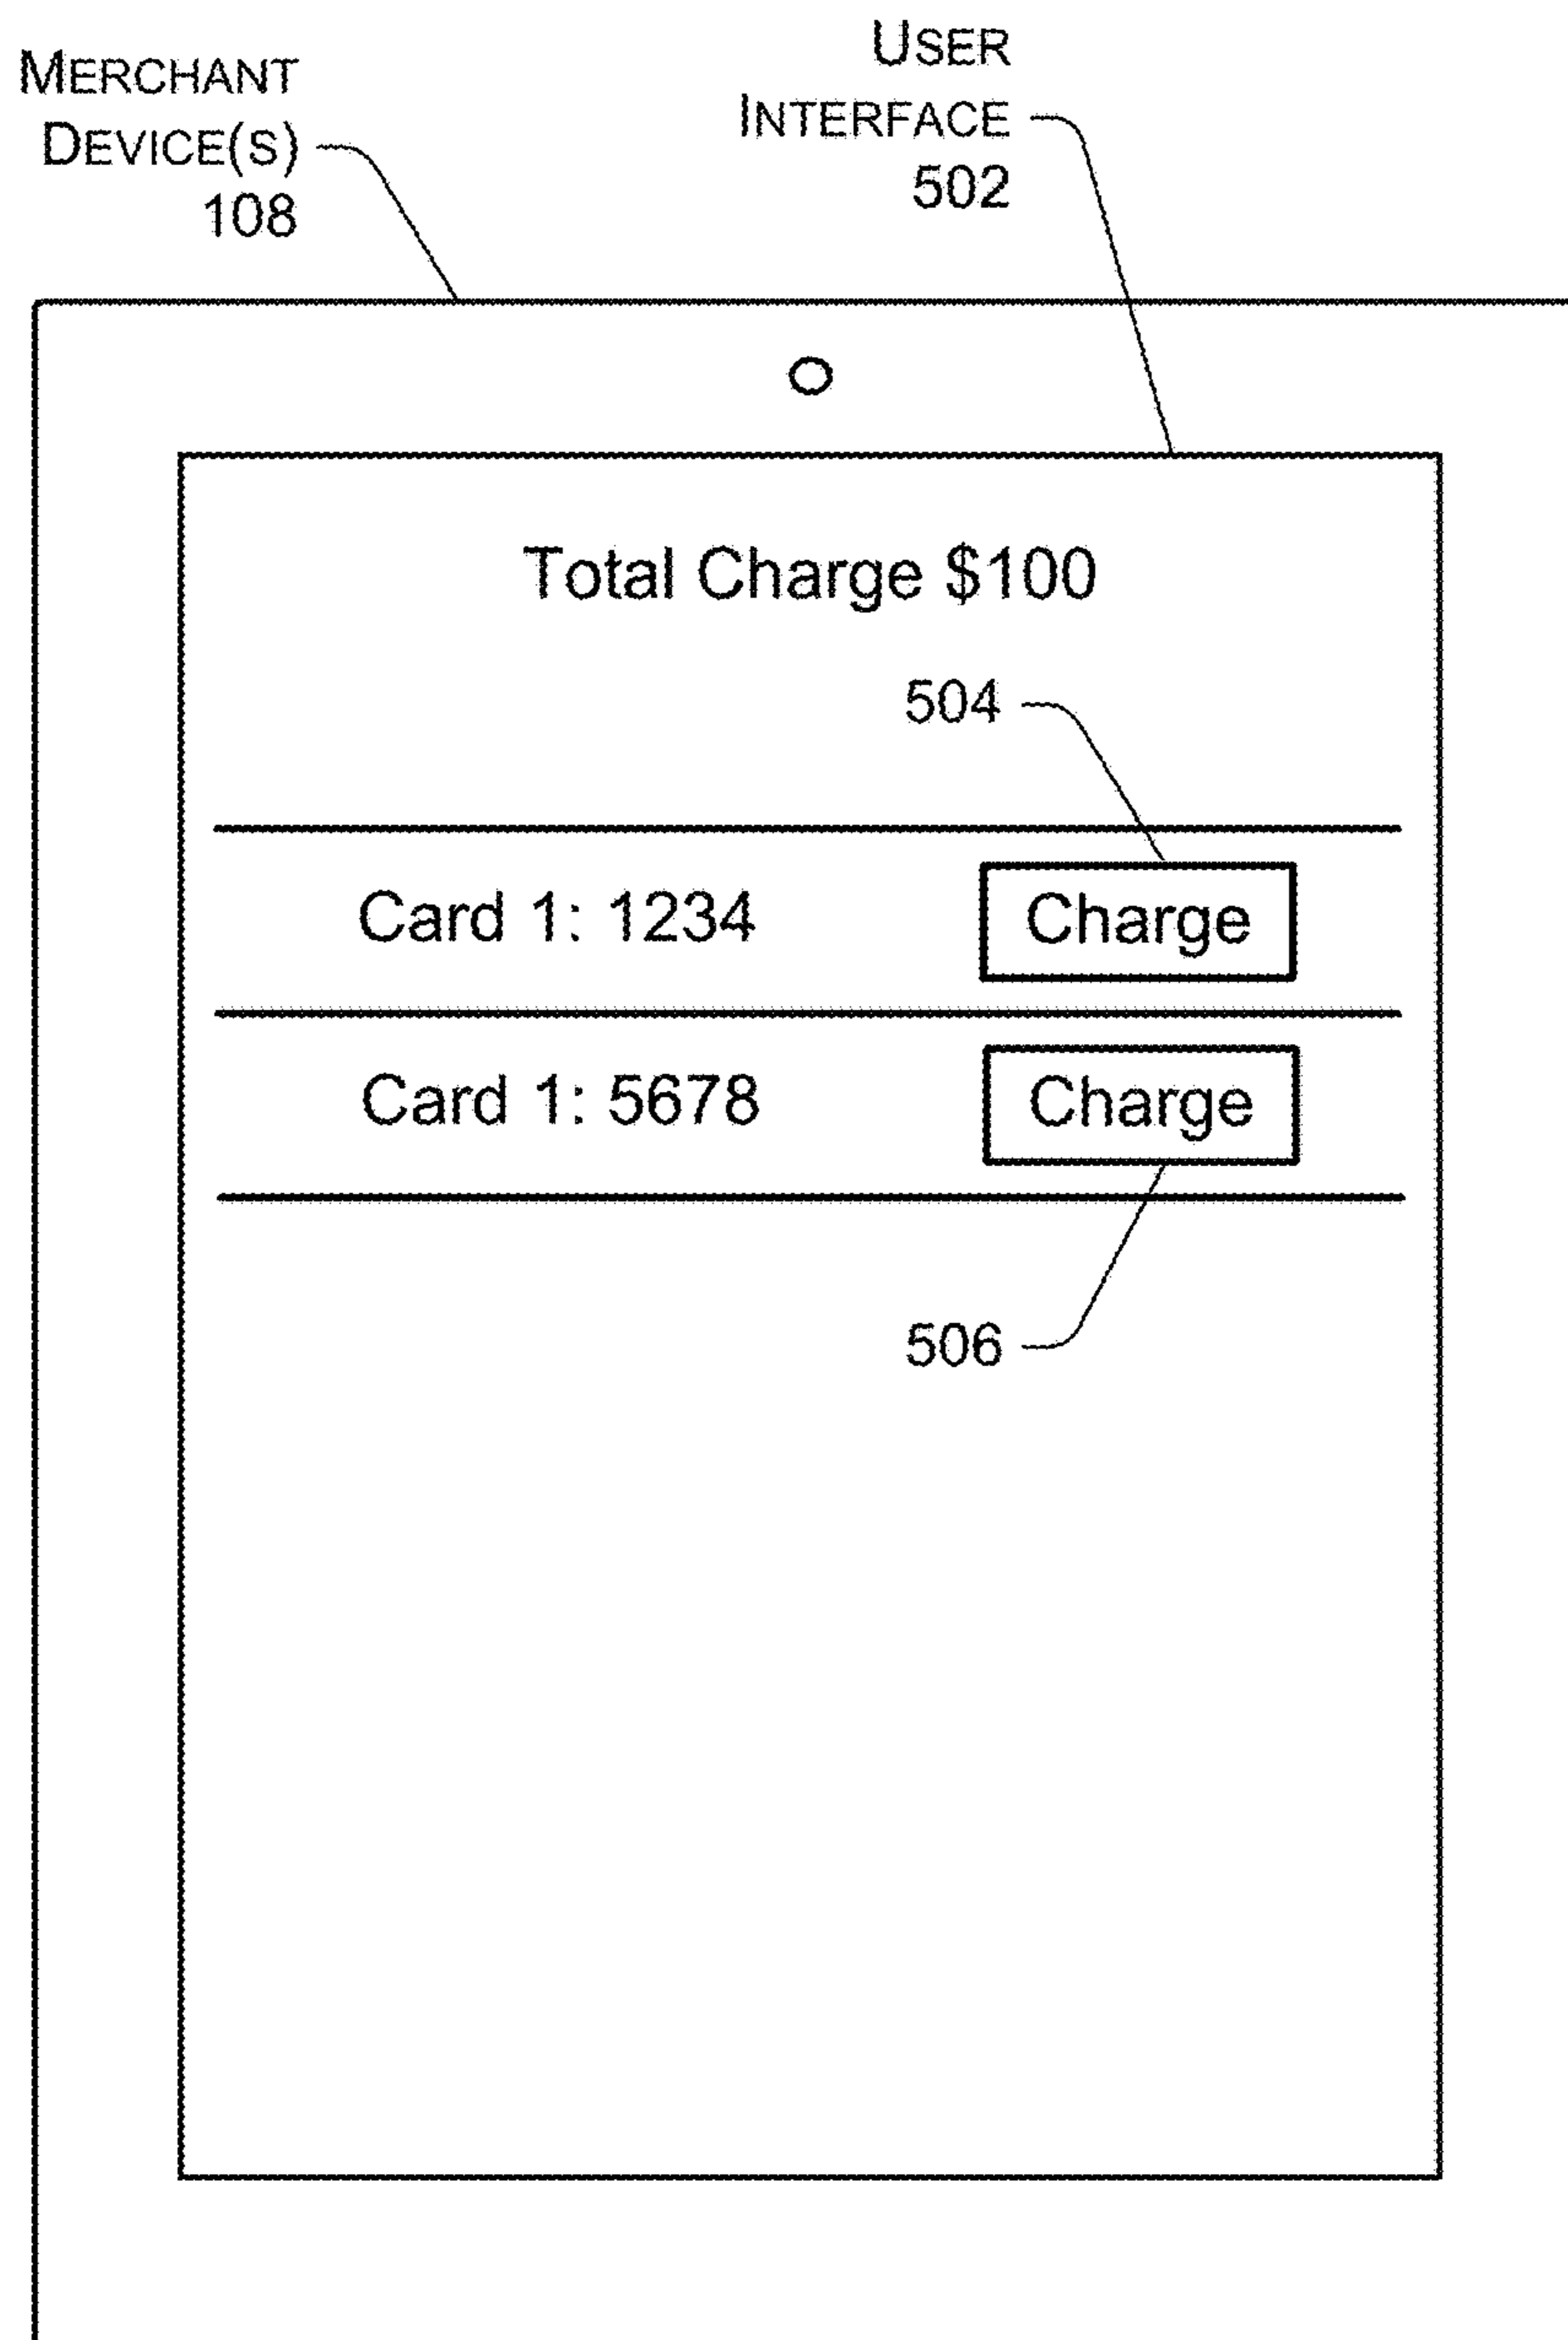 MERCHANT
DEVICE(S)
108
USER
INTERFACE
502
Total Charge $100
504
Card 1: 1234 Charge
Card 1: 5678 Charge
506